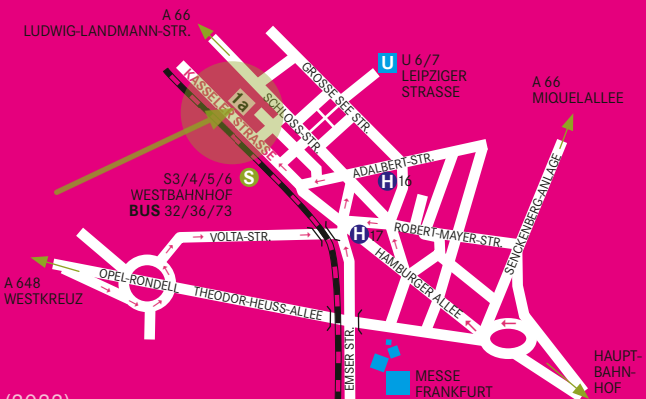 A 66
LUDWIG-LANDMANN-STR.
KASSELER STRASSE
1a
SCHLOSS-STR.
GROSSE SEE STR.
U
U 6/7
LEIPZIGER
STRASSE
A 66
MIQUELALLEE
S3/4/5/6
WESTBAHNHOF
BUS 32/36/73
S
ADALBERT-STR.
H 16
H 17
ROBERT-MAYER-STR.
SENCKENBERG-ANLAGE
VOLTA-STR.
HAMBURGER ALLEE
A 648
WESTKREUZ
OPEL-RONDELL
THEODOR-HEUSS-ALLEE
EMSER STR.
MESSE
FRANKFURT
HAUPT-
BAHN-
HOF